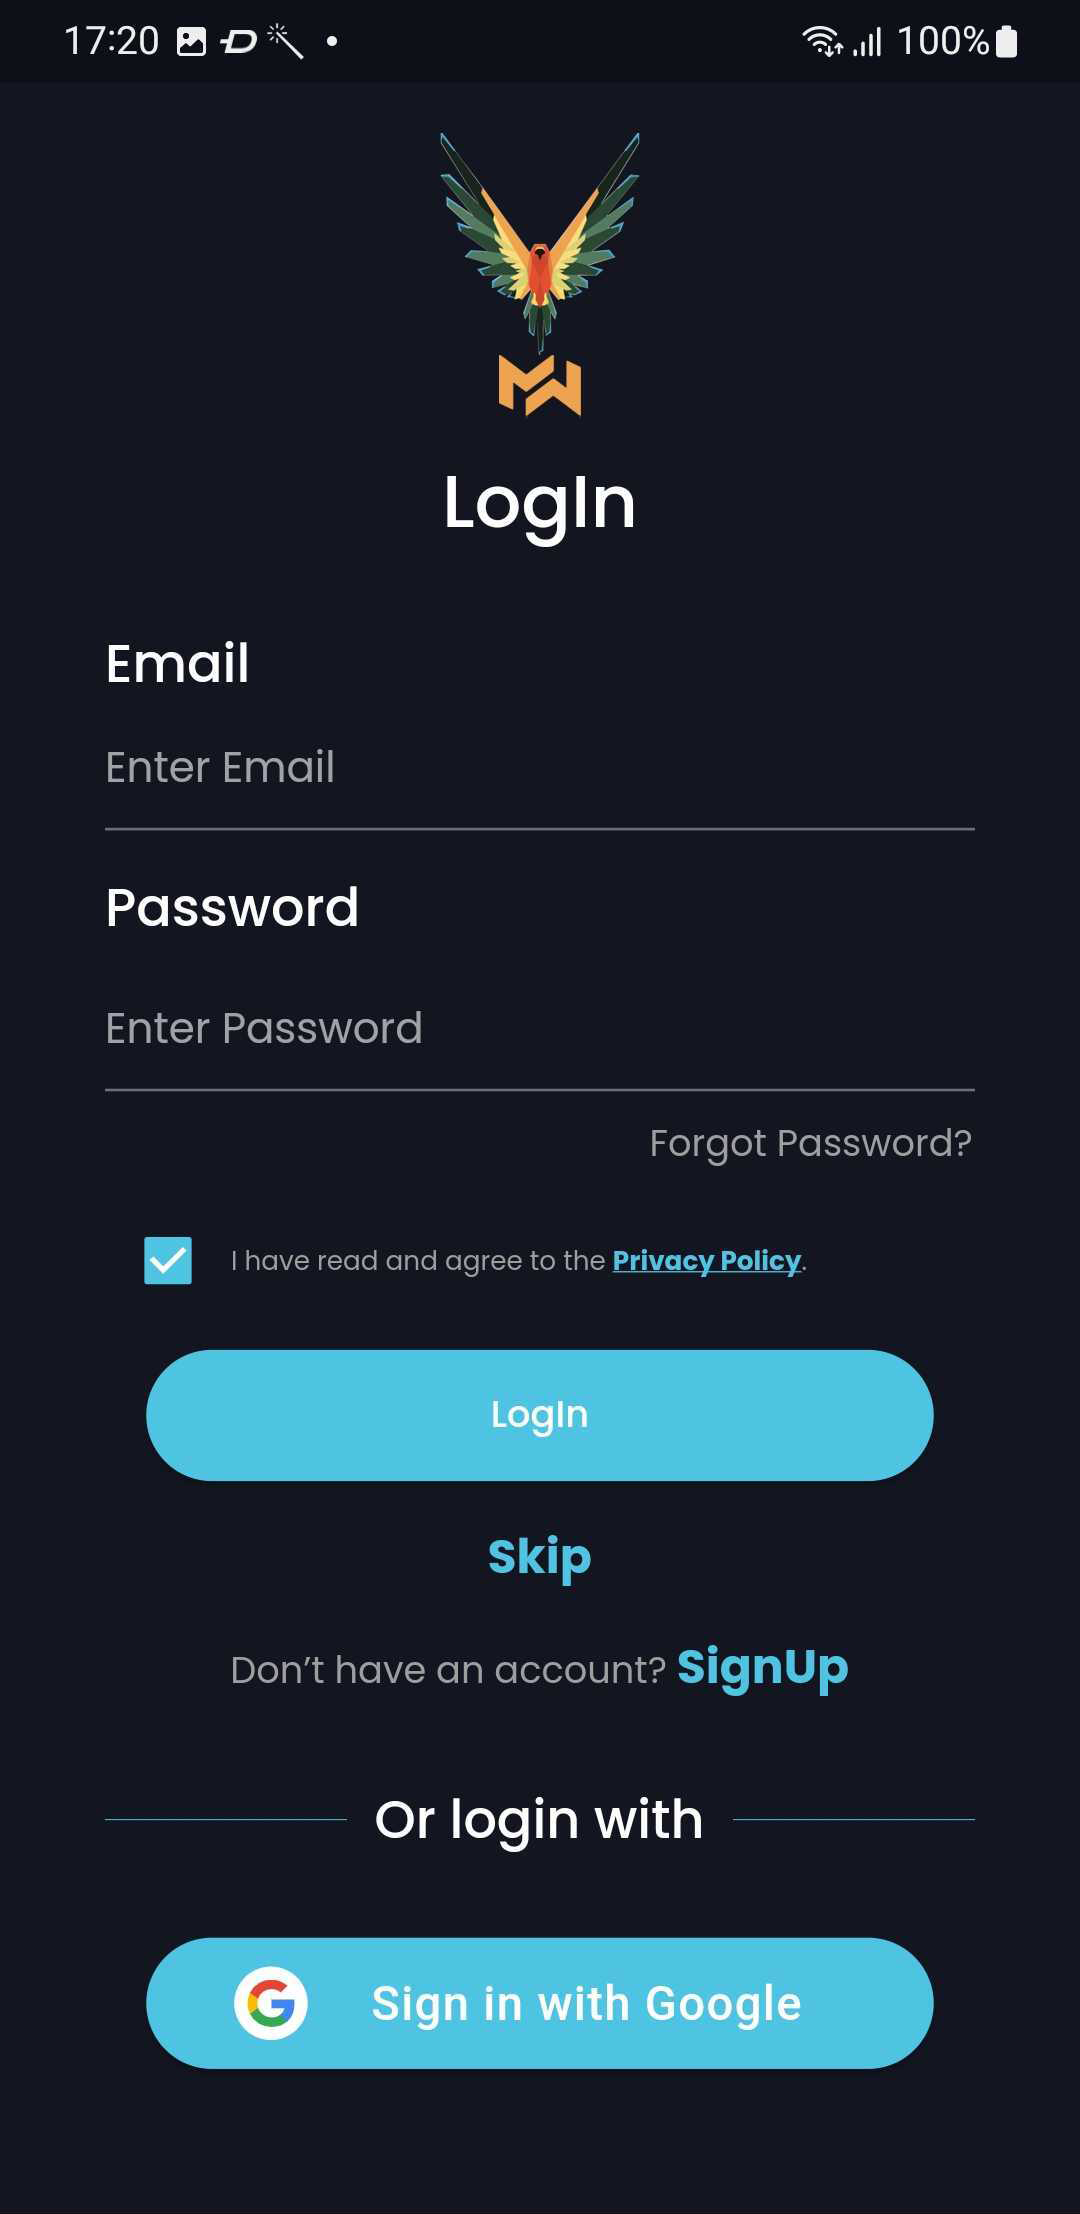 17:20 100%
LogIn
Email
Enter Email
Password
Enter Password
Forgot Password?
I have read and agree to the Privacy Policy.
LogIn
Skip
Don’t have an account? SignUp
Or login with
Sign in with Google